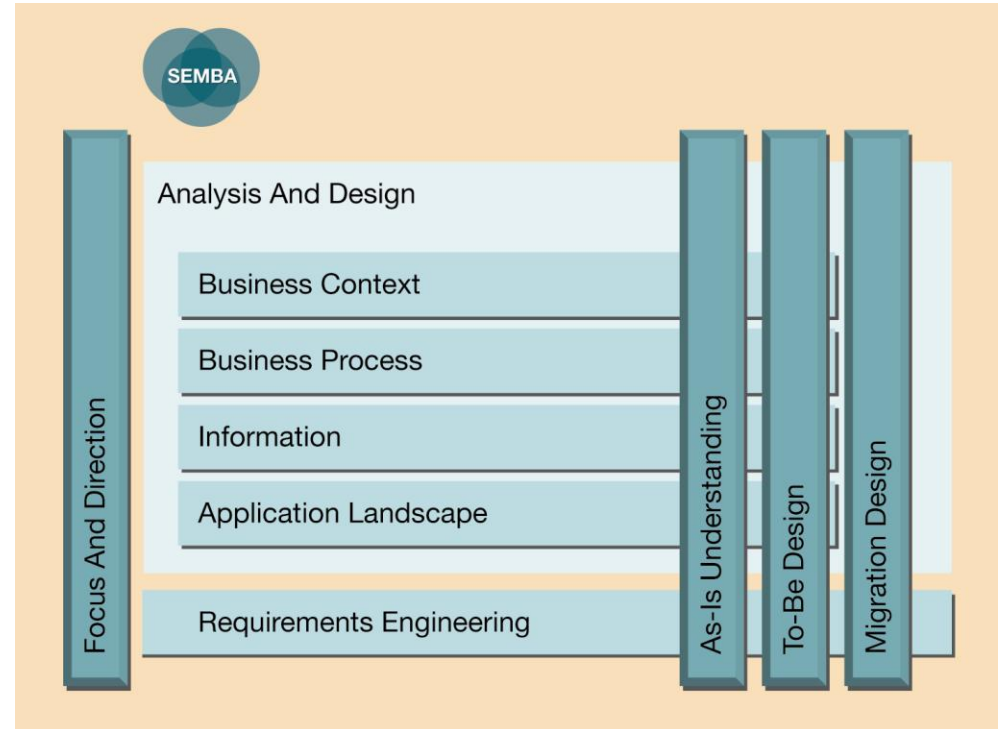 SEMBA
Analysis And Design
Business Context
Business Process
Information
Application Landscape
Requirements Engineering
Focus And Direction
As-Is Understanding
To-Be Design
Migration Design